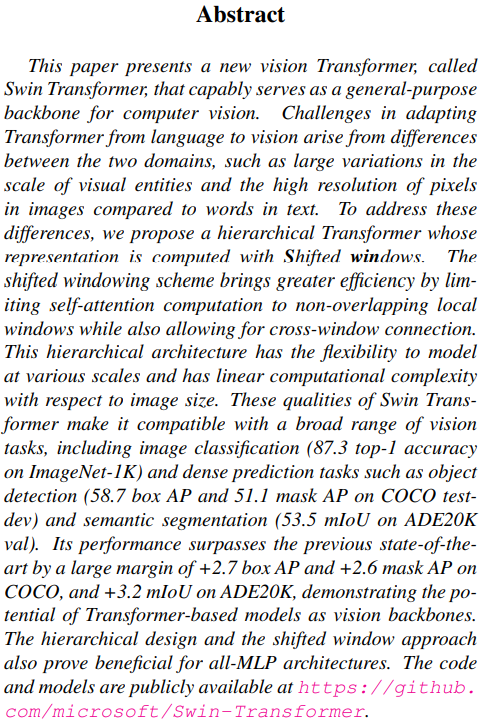 Abstract
This paper presents a new vision Transformer, called
Swin Transformer, that capably serves as a general-purpose
backbone for computer vision. Challenges in adapting
Transformer from language to vision arise from differences
between the two domains, such as large variations in the
scale of visual entities and the high resolution of pixels
in images compared to words in text. To address these
differences, we propose a hierarchical Transformer whose
representation is computed with Shifted windows. The
shifted windowing scheme brings greater efficiency by lim-
iting self-attention computation to non-overlapping local
windows while also allowing for cross-window connection.
This hierarchical architecture has the flexibility to model
at various scales and has linear computational complexity
with respect to image size. These qualities of Swin Trans-
former make it compatible with a broad range of vision
tasks, including image classification (87.3 top-1 accuracy
on ImageNet-1K) and dense prediction tasks such as object
detection (58.7 box AP and 51.1 mask AP on COCO test-
dev) and semantic segmentation (53.5 mIoU on ADE20K
val). Its performance surpasses the previous state-of-the-
art by a large margin of +2.7 box AP and +2.6 mask AP on
COCO, and +3.2 mIoU on ADE20K, demonstrating the po-
tential of Transformer-based models as vision backbones.
The hierarchical design and the shifted window approach
also prove beneficial for all-MLP architectures. The code
and models are publicly available at https://github.
com/microsoft/Swin-Transformer.